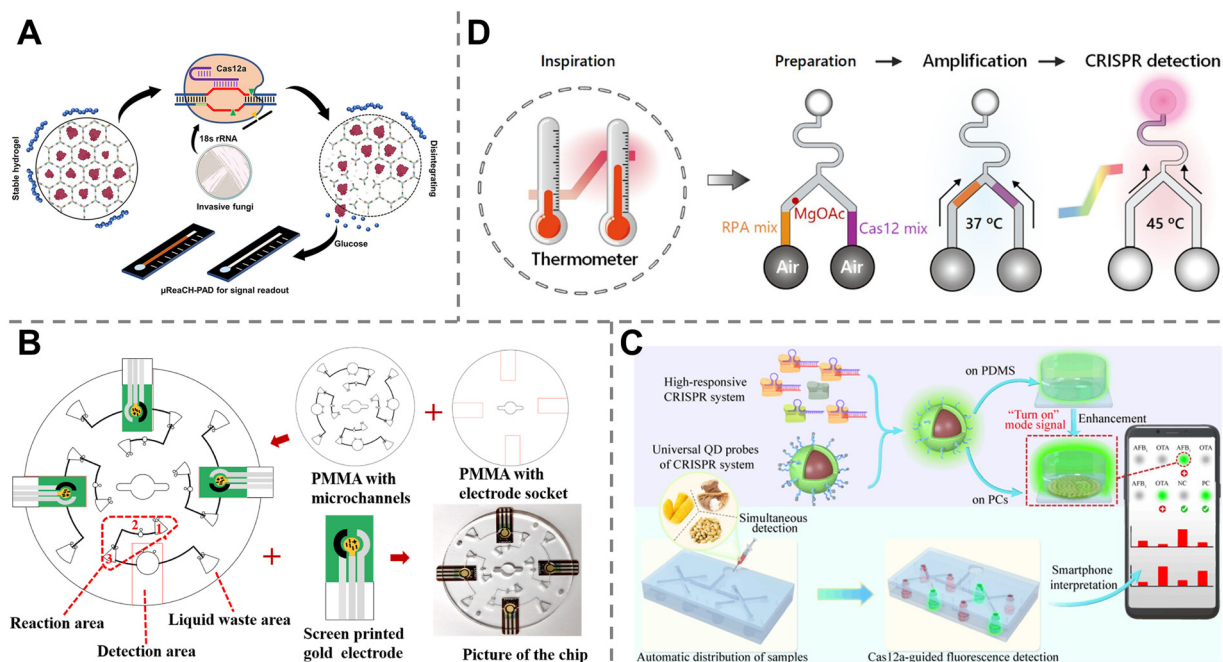 A
Cas12a
Stable hydrogel
18s rRNA
Invasive fungi
Disintegrating
Glucose
μReaCH-PAD for signal readout
D
Inspiration
Thermometer
Preparation
Amplification
CRISPR detection
MgOAc
RPA mix
Cas12 mix
Air
Air
37 ºC
45 ºC
B
2
1
3
Reaction area
Detection area
Liquid waste area
PMMA with
microchannels
PMMA with
electrode socket
Screen printed
gold electrode
Picture of the chip
C
High-responsive
CRISPR system
Universal QD probes
of CRISPR system
on PDMS
"Turn on"
mode signal
Enhancement
on PCs
Simultaneous
detection
Automatic distribution of samples
Cas12a-guided fluorescence detection
Smartphone
interpretation
AFB₁ OTA AFB₁ OTA
AFB₁ OTA NC PC